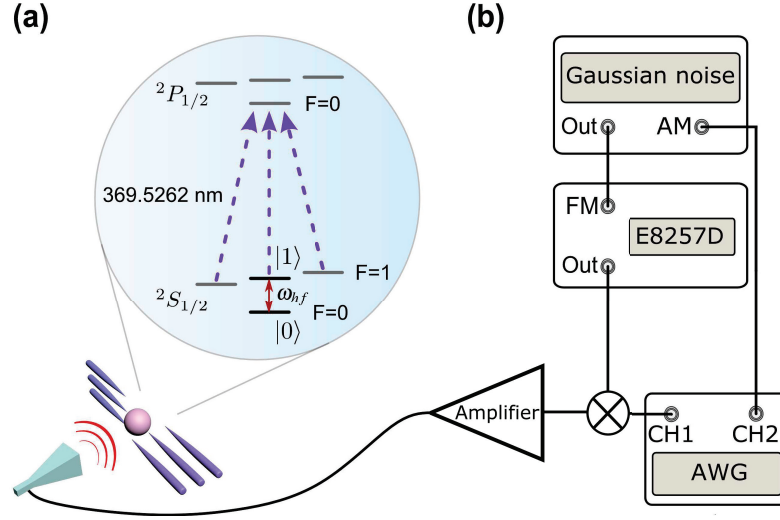 (a)
(b)
²P₁/₂
F=0
369.5262 nm
|1⟩
F=1
²S₁/₂
ω_hf
F=0
|0⟩
Gaussian noise
Out
AM
FM
E8257D
Out
Amplifier
CH1
CH2
AWG